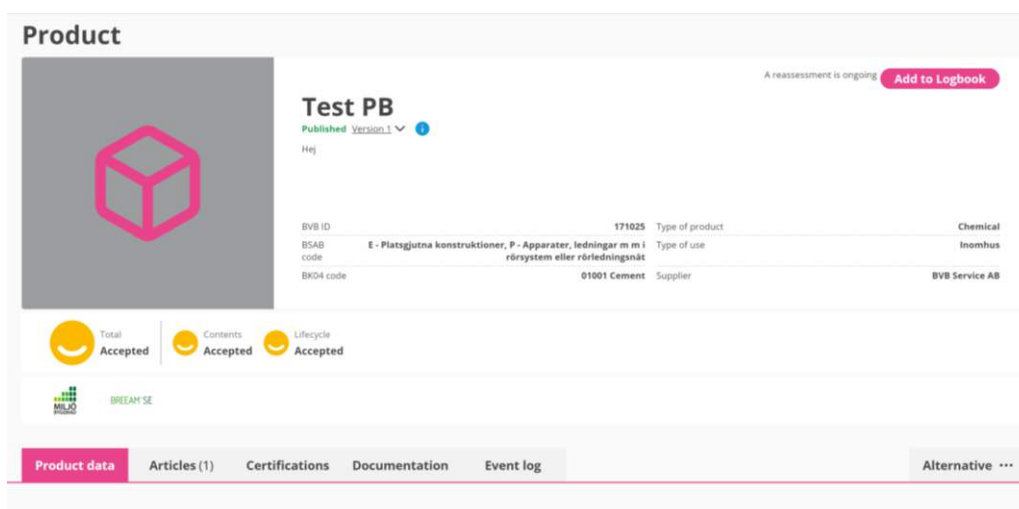 Product
A reassessment is ongoing
Add to Logbook
Test PB
Published Version 1
Hej
BVB ID 171025
Type of product Chemical
BSAB code E - Platsgjutna konstruktioner, P - Apparater, ledningar m m i rörsystem eller rörledningsnät
Type of use Inomhus
BK04 code 01001 Cement
Supplier BVB Service AB
Total
Accepted
Contents
Accepted
Lifecycle
Accepted
MILJÖ
BYGGNAD
BREEAM SE
Product data
Articles (1)
Certifications
Documentation
Event log
Alternative ...